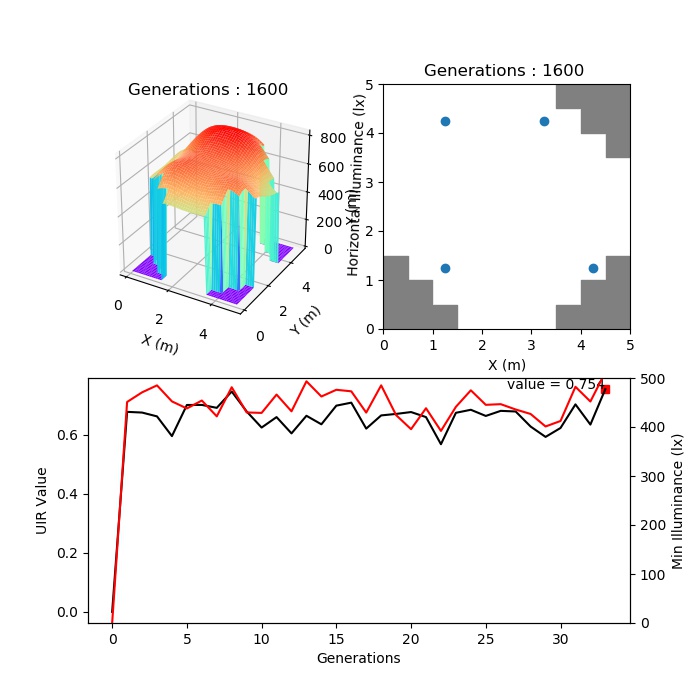 Generations : 1600
800
600
400
200
0
Horizontal Illuminance (lx)
0
2
4
X (m)
0
2
4
Y (m)
Generations : 1600
5
4
3
2
1
0
Y (m)
0 1 2 3 4 5
X (m)
value = 0.754
0.6
0.4
0.2
0.0
UIR Value
500
400
300
200
100
0
Min Illuminance (lx)
0 5 10 15 20 25 30
Generations